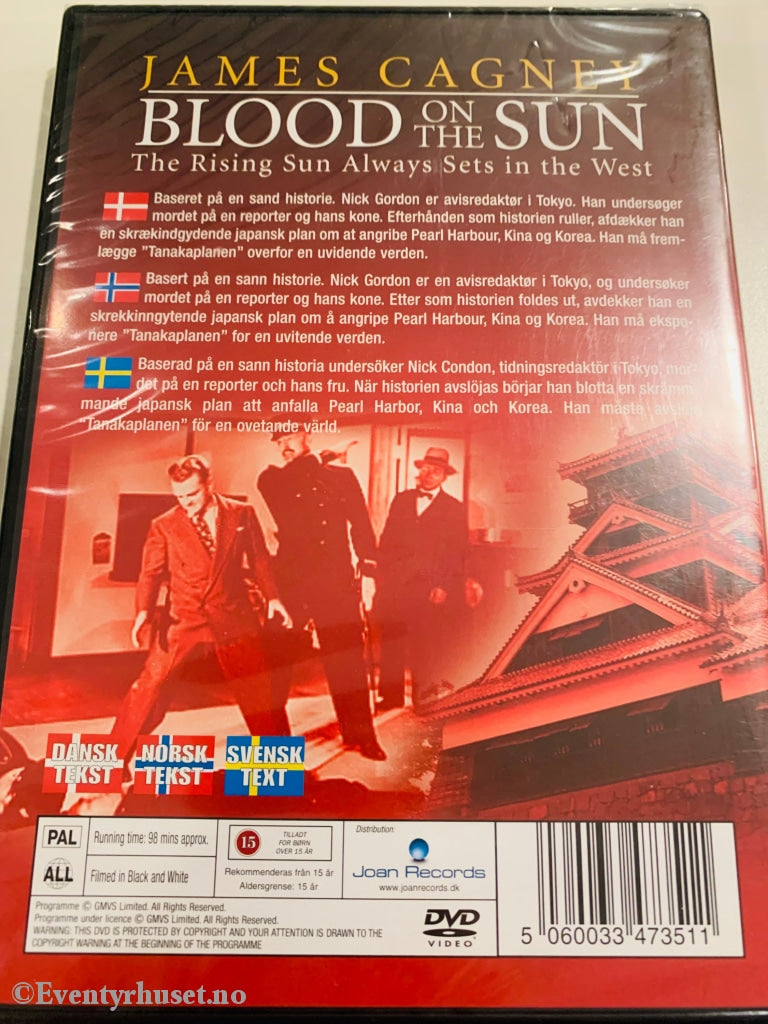 JAMES CAGNEY
BLOOD ON THE SUN
The Rising Sun Always Sets in the West
Baseret på en sand historie. Nick Gordon er avisredaktør i Tokyo. Han undersøger
mordet på en reporter og hans kone. Efterhånden som historien ruller, afdækker han
en skrækindgydende japansk plan om at angribe Pearl Harbour, Kina og Korea. Han må frem-
lægge "Tanakaplanen" overfor en uvidende verden.
Basert på en sann historie. Nick Gordon er en avisredaktør i Tokyo, og undersøker
mordet på en reporter og hans kone. Etter som historien foldes ut, avdekker han en
skrekkinngytende japansk plan om å angripe Pearl Harbour, Kina og Korea. Han må ekspo-
nere "Tanakaplanen" for en uvitende verden.
Baserad på en sann historia undersöker Nick Condon, tidningsredaktör i Tokyo, mor-
det på en reporter och hans fru. När historien avslöjas börjar han blotta en skräm-
mande japansk plan att anfalla Pearl Harbor, Kina och Korea. Han måste
"Tanakaplanen" för en ovetande värld.
DANSK TEKST
NORSK TEKST
SVENSK TEXT
PAL
Running time: 98 mins approx.
ALL
Filmed in Black and White
15
TILLADT
FOR BØRN
OVER 15 ÅR
Rekommenderas från 15 år
Aldersgrense: 15 år
Distribution:
Joan Records
www.joanrecords.dk
Programme © GMVS Limited. All Rights Reserved.
Programme under licence © GMVS Limited. All Rights Reserved.
WARNING: THIS DVD IS PROTECTED BY COPYRIGHT AND YOUR ATTENTION IS DRAWN TO THE
COPYRIGHT WARNING AT THE BEGINNING OF THE PROGRAMME
DVD
VIDEO
5 060033 473511
©Eventyrhuset.no